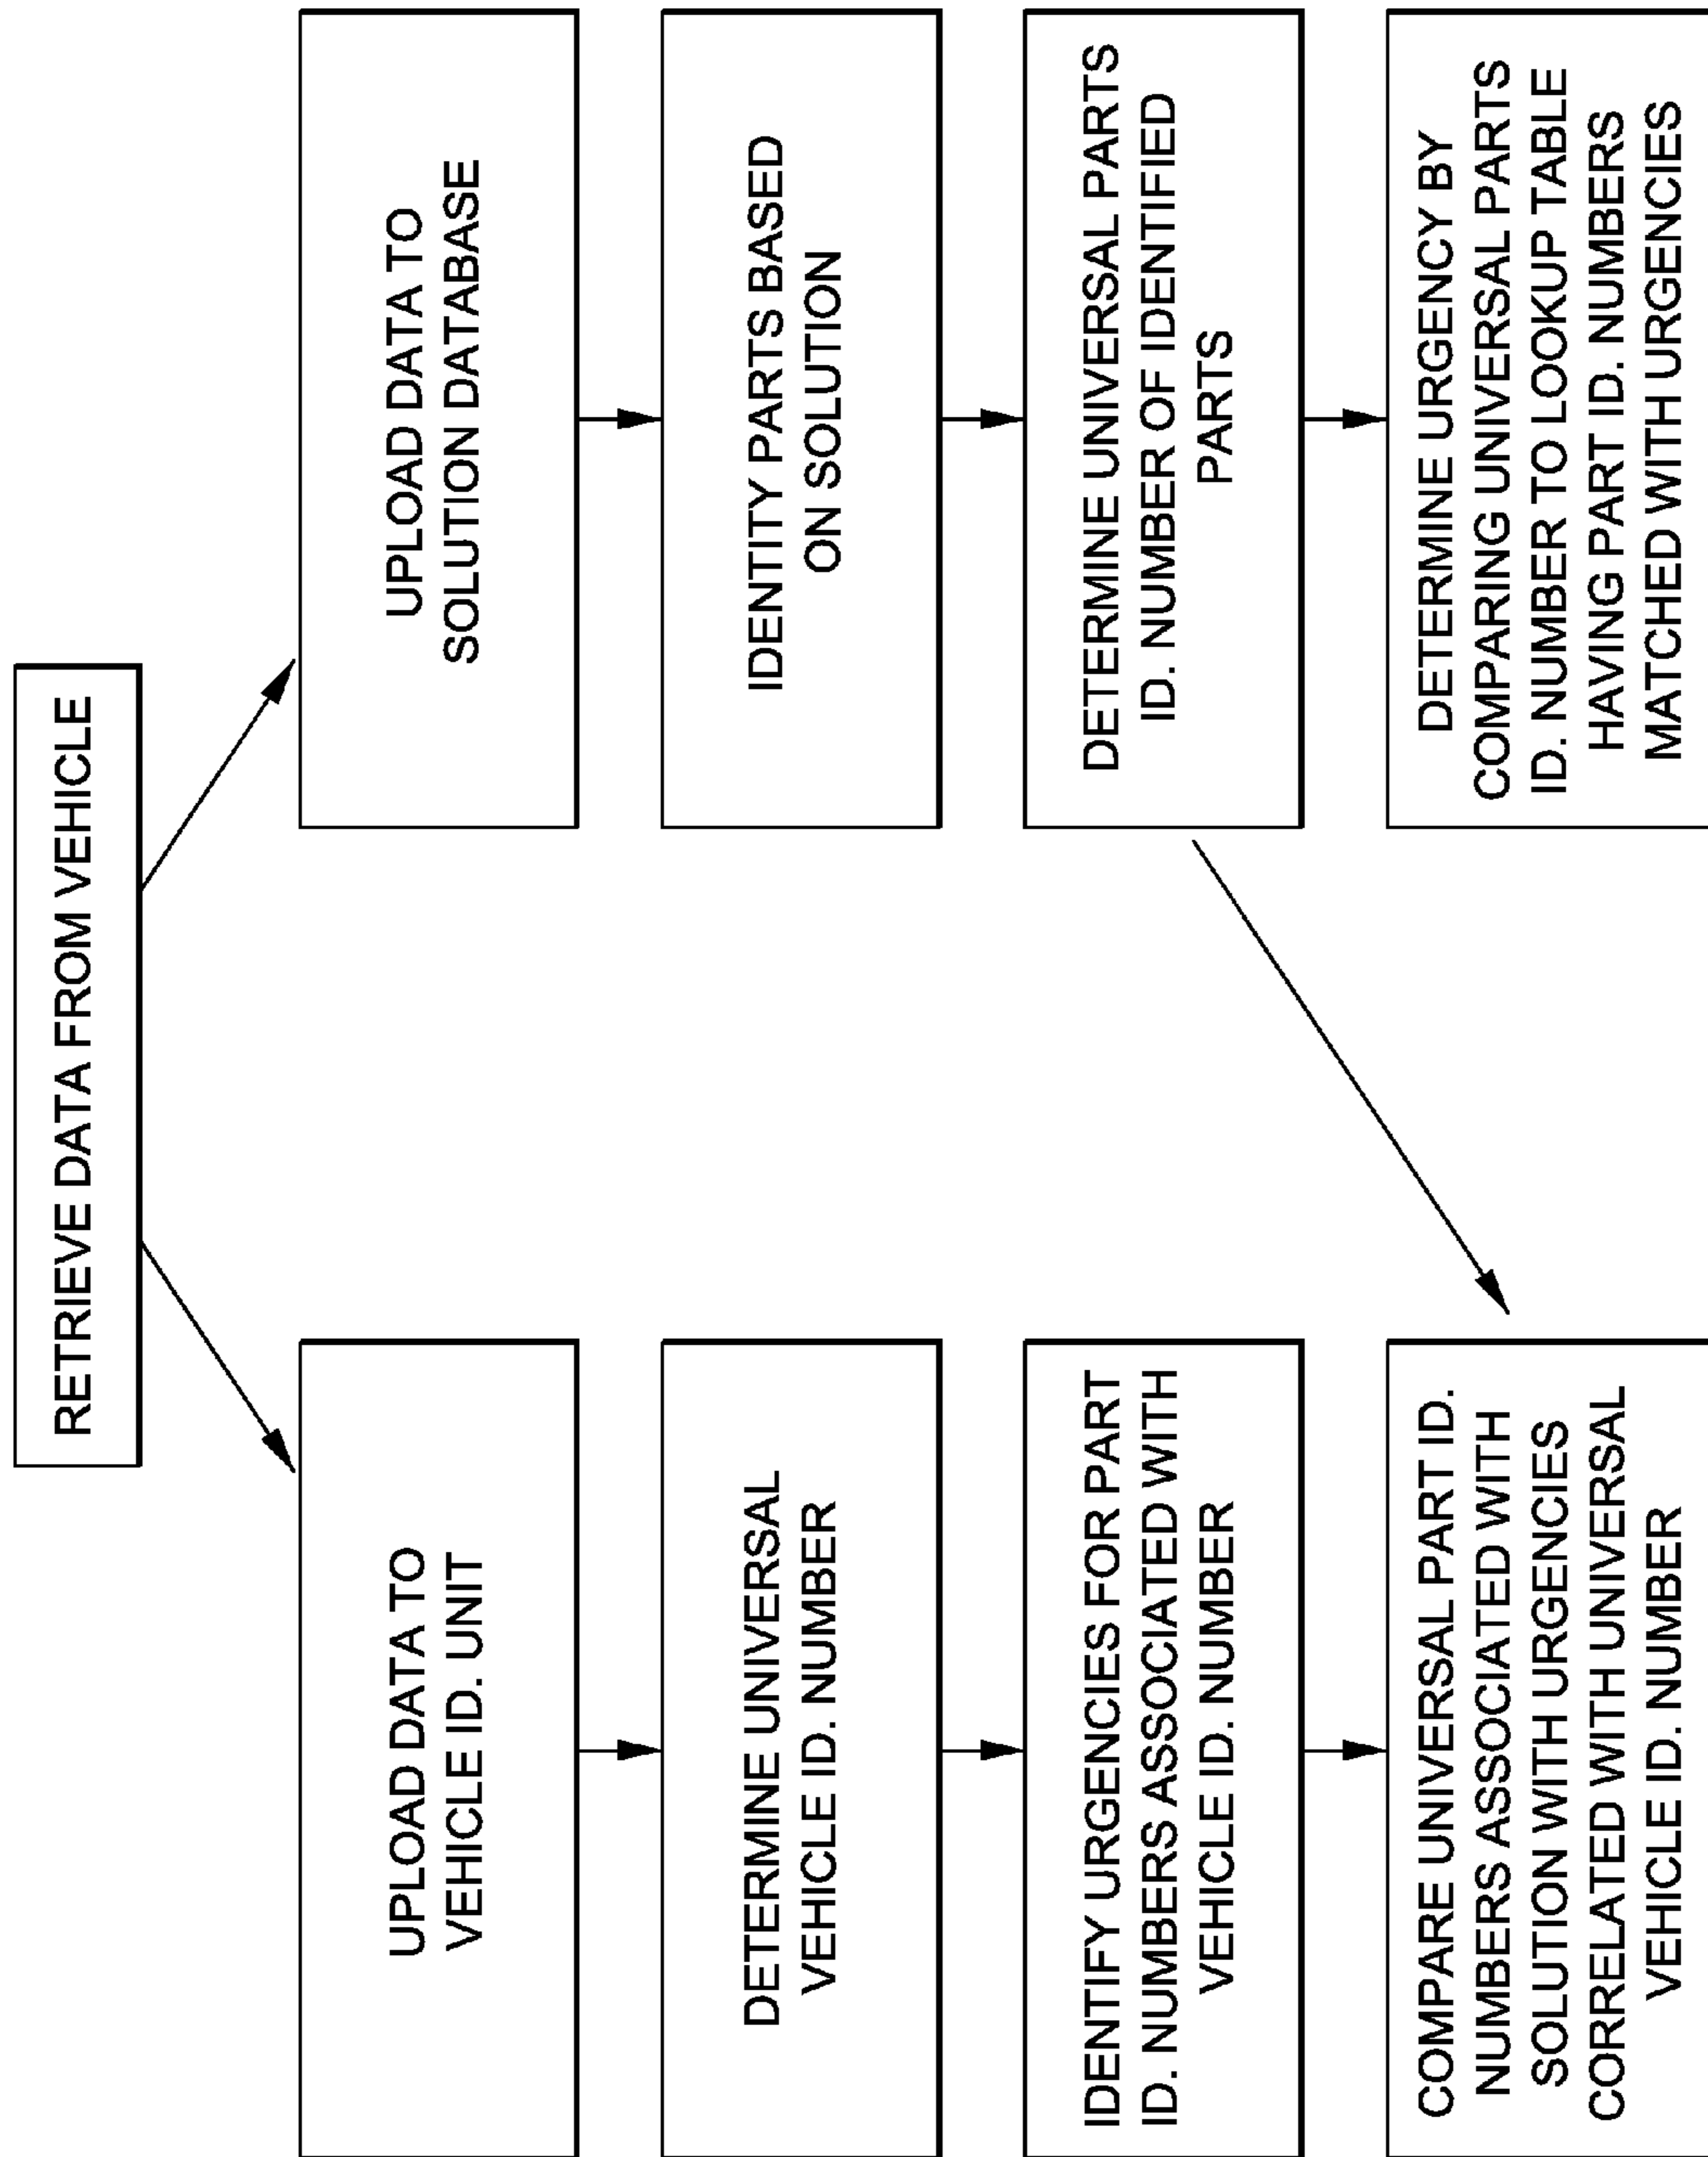 RETRIEVE DATA FROM VEHICLE
UPLOAD DATA TO
VEHICLE ID. UNIT
DETERMINE UNIVERSAL
VEHICLE ID. NUMBER
IDENTIFY URGENCIES FOR PART
ID. NUMBERS ASSOCIATED WITH
VEHICLE ID. NUMBER
COMPARE UNIVERSAL PART ID.
NUMBERS ASSOCIATED WITH
SOLUTION WITH URGENCIES
CORRELATED WITH UNIVERSAL
VEHICLE ID. NUMBER
UPLOAD DATA TO
SOLUTION DATABASE
IDENTITY PARTS BASED
ON SOLUTION
DETERMINE UNIVERSAL PARTS
ID. NUMBER OF IDENTIFIED
PARTS
DETERMINE URGENCY BY
COMPARING UNIVERSAL PARTS
ID. NUMBER TO LOOKUP TABLE
HAVING PART ID. NUMBERS
MATCHED WITH URGENCIES